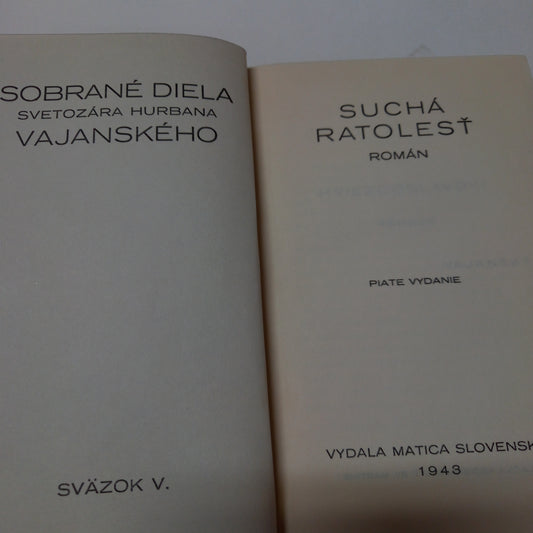 SOBRANÉ DIELA
SVETOZÁRA HURBANA
VAJANSKÉHO
SVÄZOK V.
SUCHÁ
RATOLESŤ
ROMÁN
PIATE VYDANIE
VYDALA MATICA SLOVENSK
1943